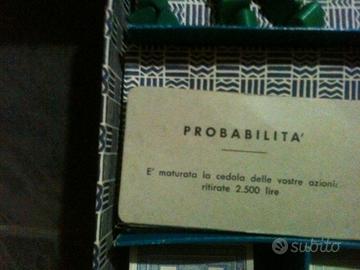 PROBABILITA'
E' maturata la cedola delle vostre azioni:
ritirate 2.500 lire
subito